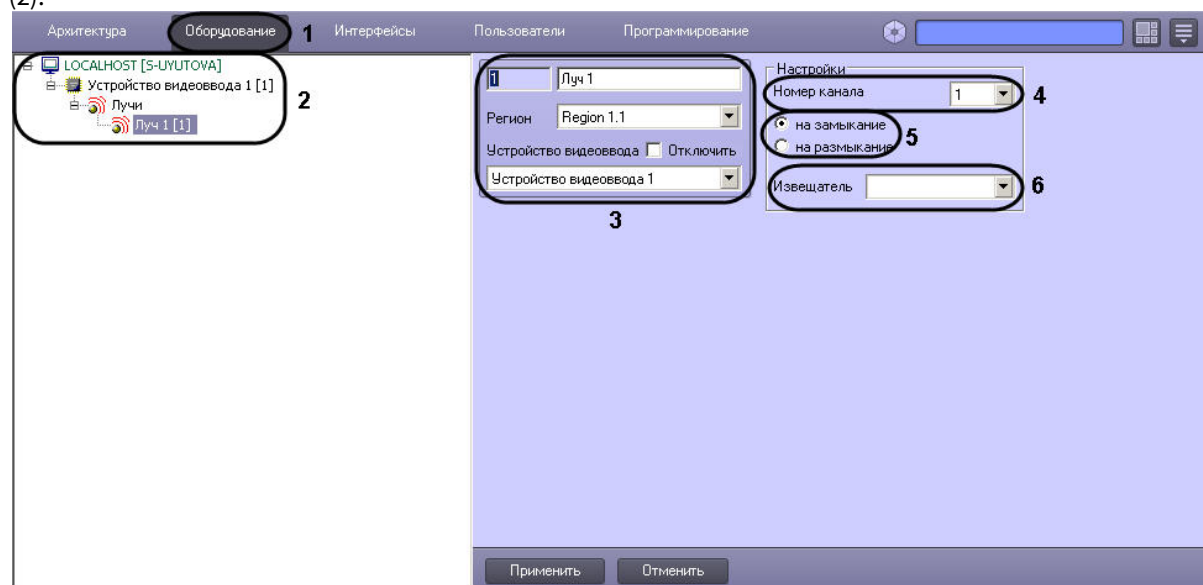 (2).
Архитектура Оборудование 1 Интерфейсы Пользователи Программирование
LOCALHOST [S-UYUTOVA]
Устройство видеоввода 1 [1]
Лучи
Луч 1 [1]
2
1 Луч 1
Регион Region 1.1
Устройство видеоввода Отключить
Устройство видеоввода 1
3
Настройки
Номер канала 1 4
на замыкание
на размыкание
5
Извещатель 6
Применить Отменить